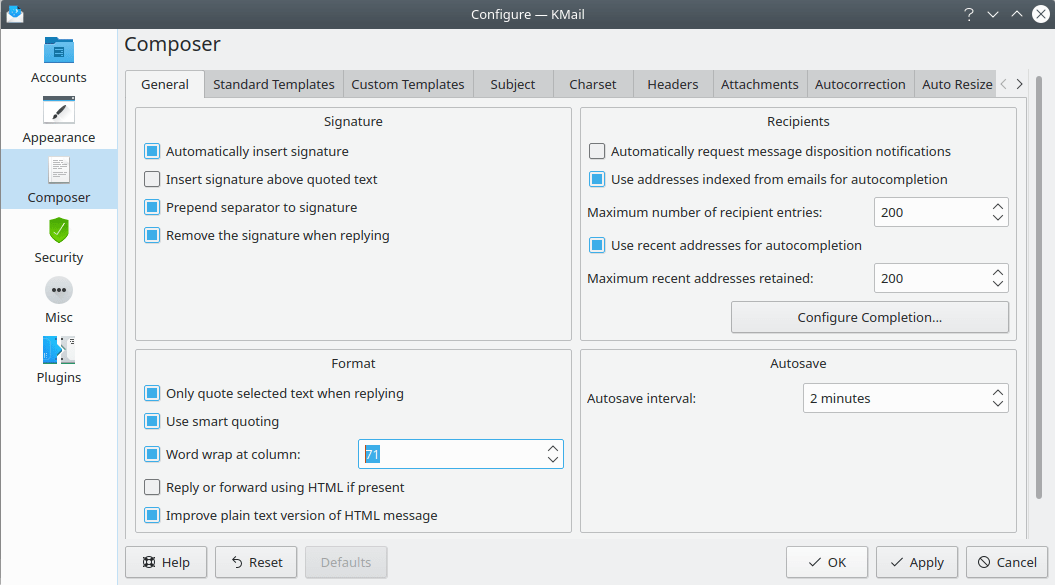 Configure — KMail
Accounts
Appearance
Composer
Security
Misc
Plugins
Composer
General
Standard Templates
Custom Templates
Subject
Charset
Headers
Attachments
Autocorrection
Auto Resize
Signature
Automatically insert signature
Insert signature above quoted text
Prepend separator to signature
Remove the signature when replying
Recipients
Automatically request message disposition notifications
Use addresses indexed from emails for autocompletion
Maximum number of recipient entries: 200
Use recent addresses for autocompletion
Maximum recent addresses retained: 200
Configure Completion...
Format
Only quote selected text when replying
Use smart quoting
Word wrap at column: 71
Reply or forward using HTML if present
Improve plain text version of HTML message
Autosave
Autosave interval: 2 minutes
Help
Reset
Defaults
OK
Apply
Cancel